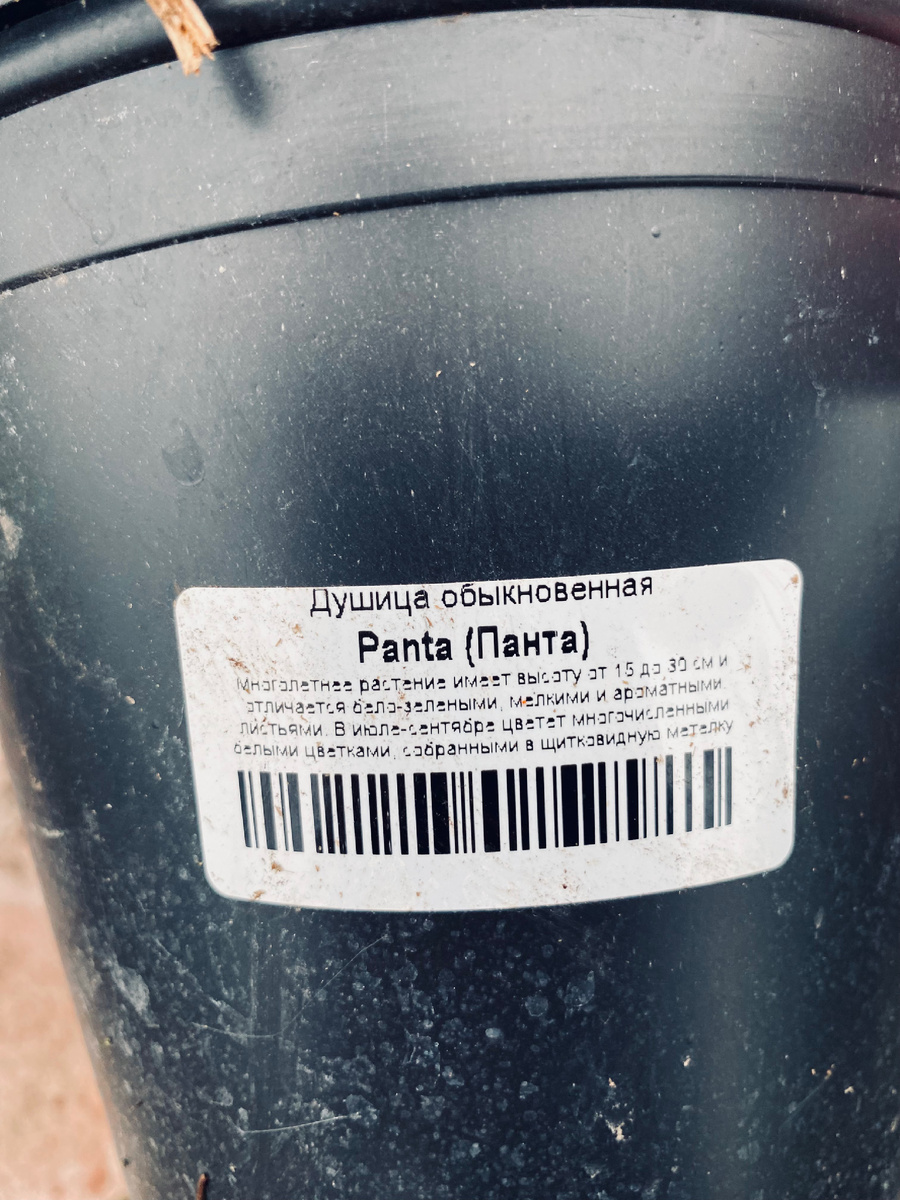 Душица обыкновенная
Panta (Панта)
Многолетнее растение имеет высоту от 15 до 30 см и
отличается бело-зелеными, мелкими и ароматными
листьями. В июле-сентябре цветет многочисленными
белыми цветками, собранными в щитковидную метелку